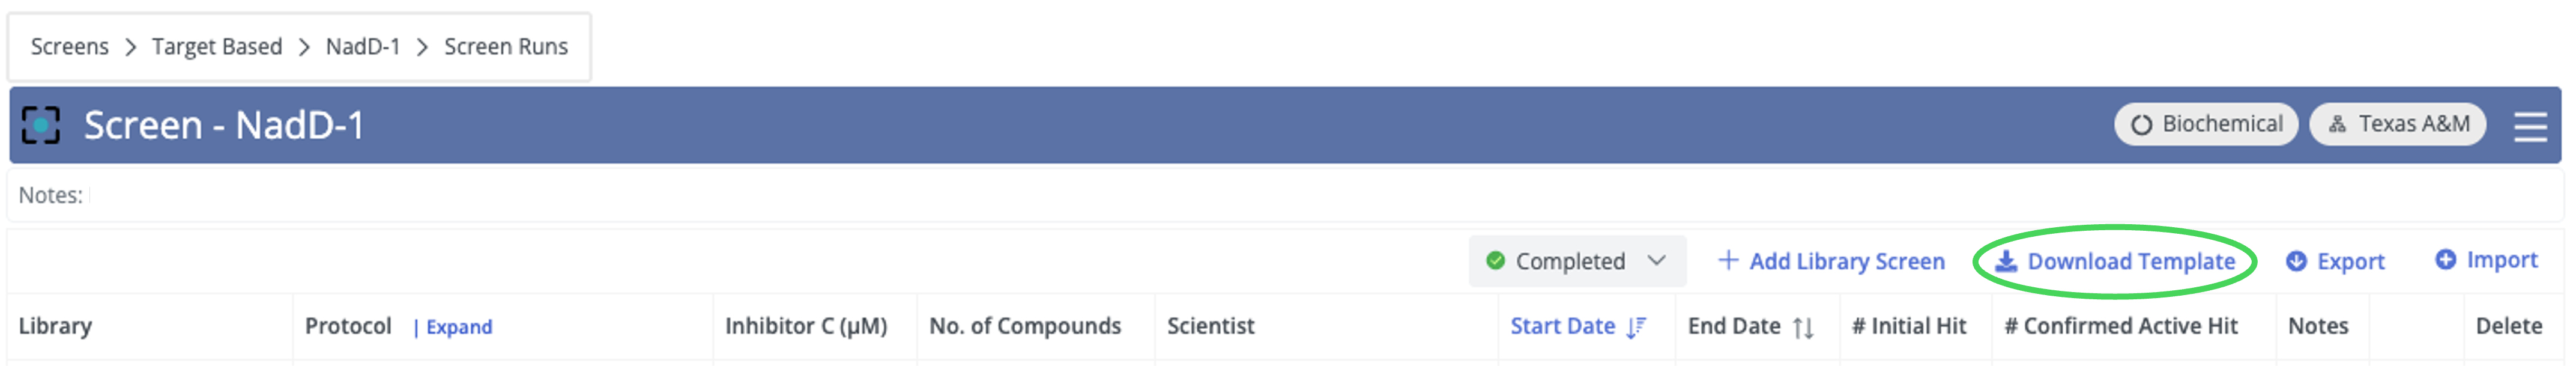 Screens > Target Based > NadD-1 > Screen Runs
Screen - NadD-1 Biochemical Texas A&M
Notes:
Completed + Add Library Screen Download Template Export Import
Library Protocol | Expand Inhibitor C (µM) No. of Compounds Scientist Start Date End Date # Initial Hit # Confirmed Active Hit Notes Delete